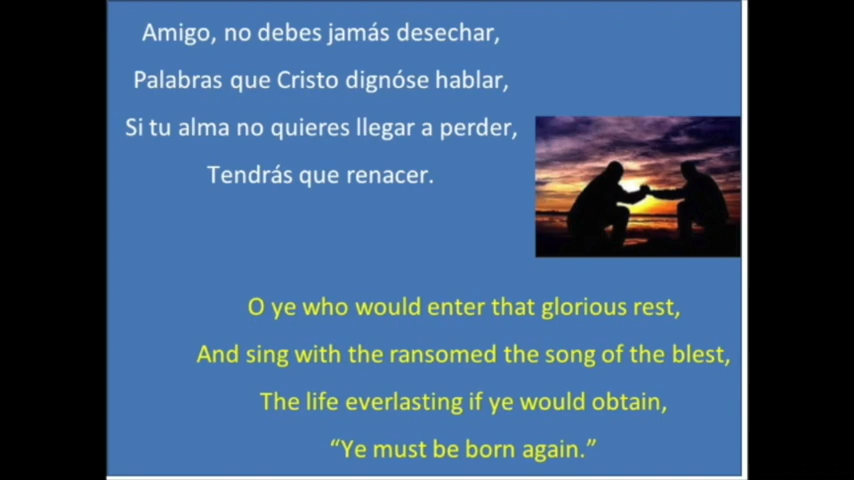 Amigo, no debes jamás desechar,
Palabras que Cristo dignóse hablar,
Si tu alma no quieres llegar a perder,
Tendrás que renacer.
O ye who would enter that glorious rest,
And sing with the ransomed the song of the blest,
The life everlasting if ye would obtain,
“Ye must be born again.”